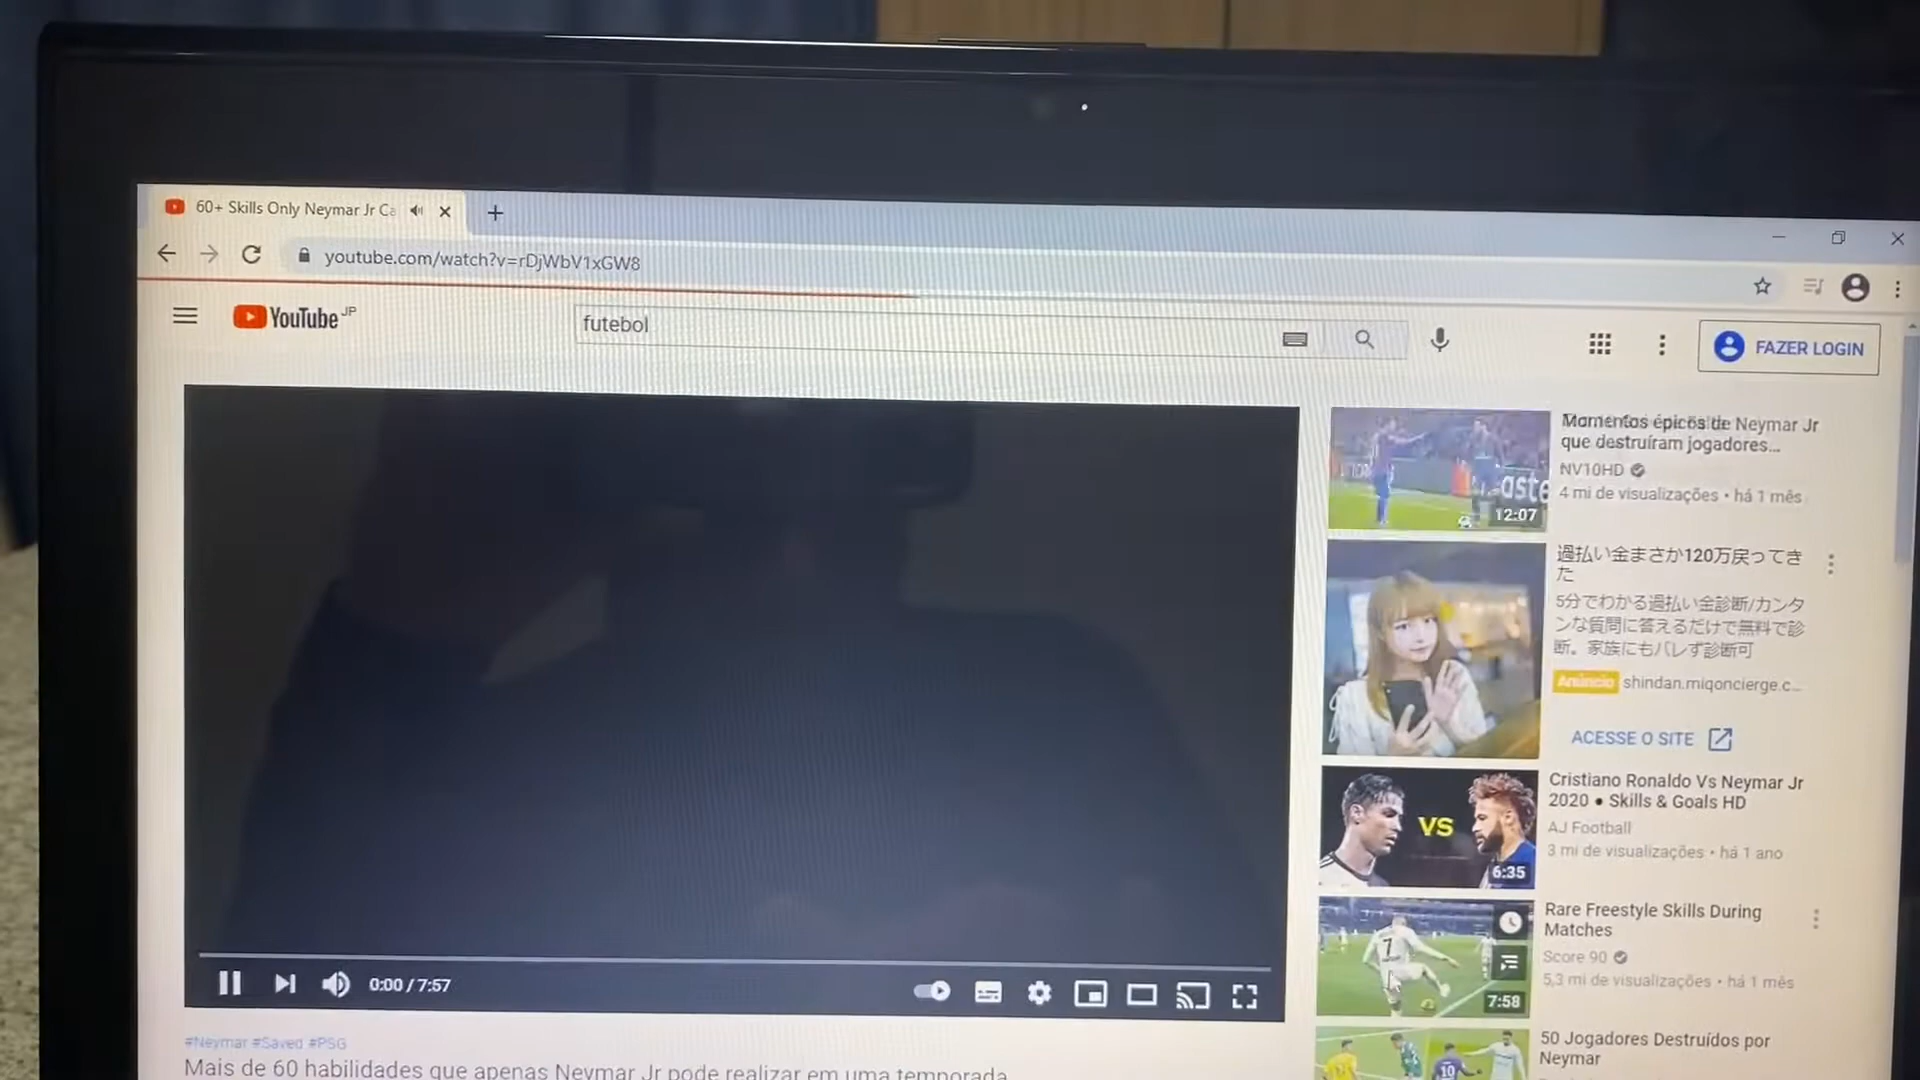 60+ Skills Only Neymar Jr Ca
youtube.com/watch?v=rDjWbV1xGW8
YouTube JP
futebol
FAZER LOGIN
Momentos épicos de Neymar Jr
que destruíram jogadores...
NV10HD
4 mi de visualizações • há 1 mês
12:07
過払い金まさか120万戻ってき
た
5分でわかる過払い金診断/カンタ
ンな質問に答えるだけで無料で診
断。家族にもバレず診断可
Anúncio shindan.miqoncierge.c...
ACESSE O SITE
Cristiano Ronaldo Vs Neymar Jr
2020 • Skills & Goals HD
AJ Football
3 mi de visualizações • há 1 ano
VS
6:35
Rare Freestyle Skills During
Matches
Score 90
5,3 mi de visualizações • há 1 mês
7
7:58
50 Jogadores Destruídos por
Neymar
10
0:00 / 7:57
#Neymar #Saved #PSG
Mais de 60 habilidades que apenas Neymar Jr pode realizar em uma temporada